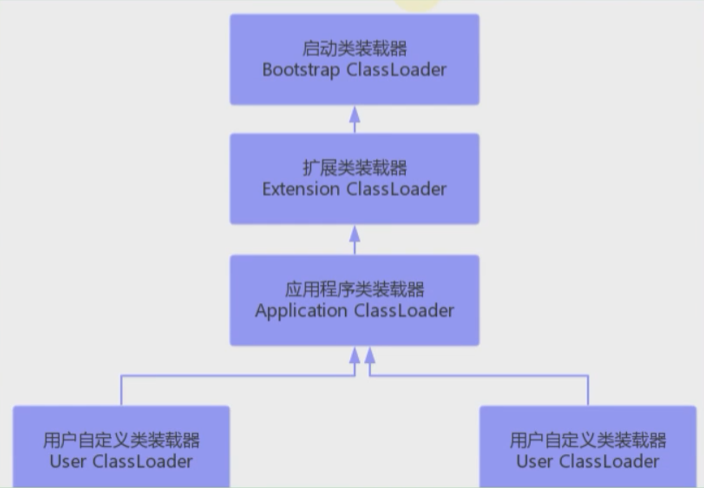 启动类装载器
Bootstrap ClassLoader
扩展类装载器
Extension ClassLoader
应用程序类装载器
Application ClassLoader
用户自定义类装载器
User ClassLoader
用户自定义类装载器
User ClassLoader